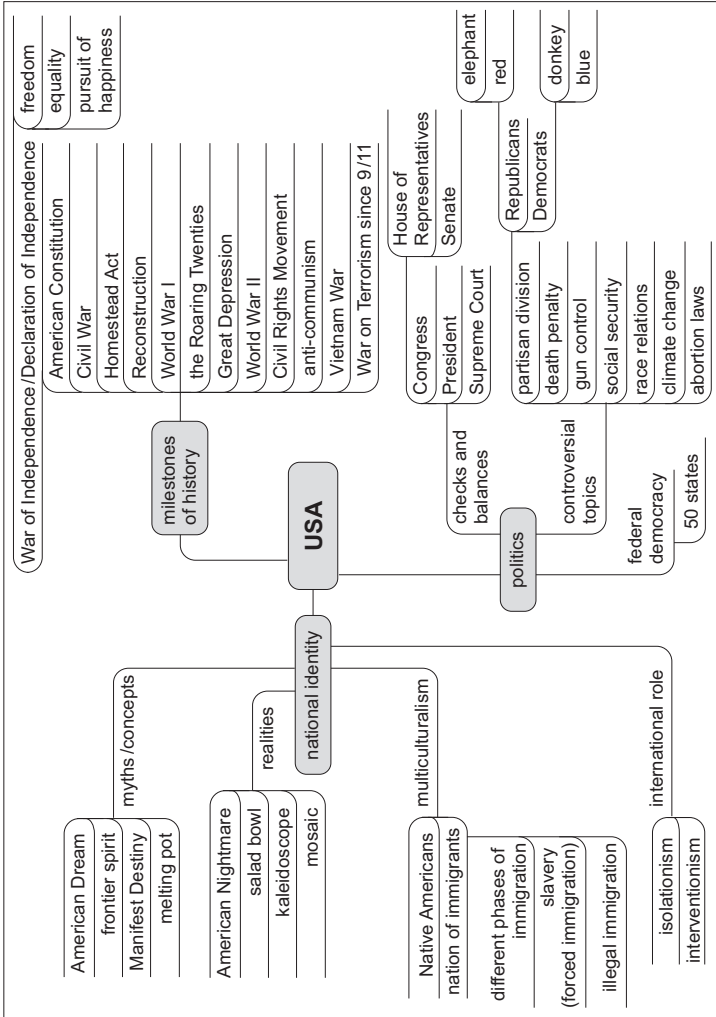 USA
milestones
of history
War of Independence/Declaration of Independence
freedom
equality
pursuit of
happiness
American Constitution
Civil War
Homestead Act
Reconstruction
World War I
the Roaring Twenties
Great Depression
World War II
Civil Rights Movement
anti-communism
Vietnam War
War on Terrorism since 9/11
politics
checks and
balances
Congress
House of
Representatives
Senate
President
Supreme Court
controversial
topics
partisan division
Republicans
elephant
red
Democrats
donkey
blue
death penalty
gun control
social security
race relations
climate change
abortion laws
federal
democracy
50 states
national identity
myths/concepts
American Dream
frontier spirit
Manifest Destiny
melting pot
realities
American Nightmare
salad bowl
kaleidoscope
mosaic
multiculturalism
Native Americans
nation of immigrants
different phases of
immigration
slavery
(forced immigration)
illegal immigration
international role
isolationism
interventionism